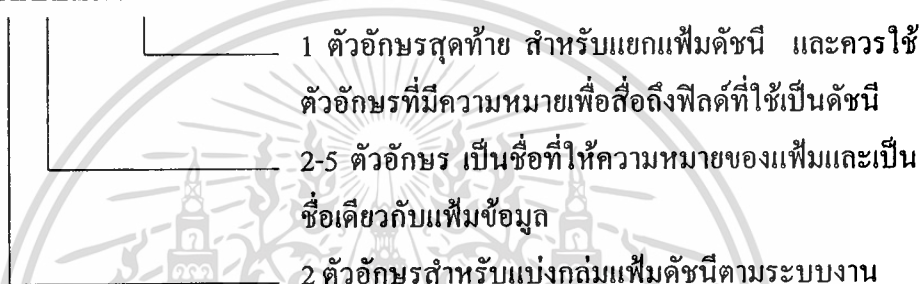 1 ตัวอักษรสุดท้าย สำหรับแยกแฟ้มดัชนี และควรใช้
ตัวอักษรที่มีความหมายเพื่อสื่อถึงฟิลด์ที่ใช้เป็นดัชนี
2-5 ตัวอักษร เป็นชื่อที่ให้ความหมายของแฟ้มและเป็น
ชื่อเดียวกับแฟ้มข้อมูล
2 ตัวอักษรสำหรับแบ่งกลุ่มแฟ้มดัชนีตามระบบงาน